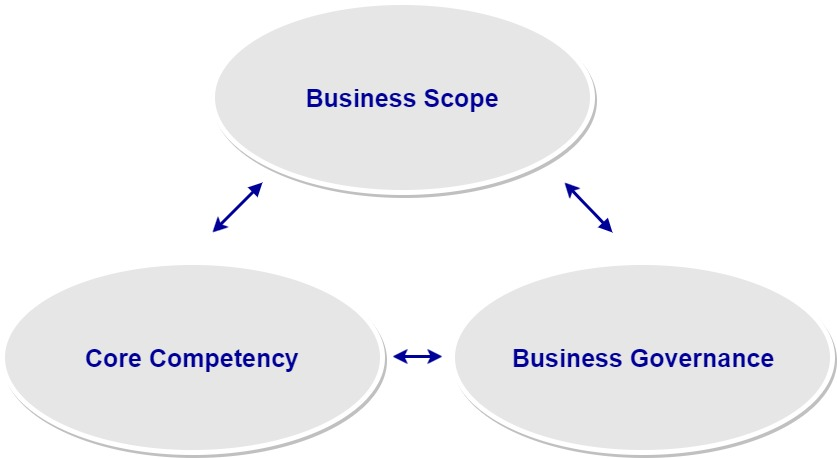 Business Scope
Core Competency
Business Governance